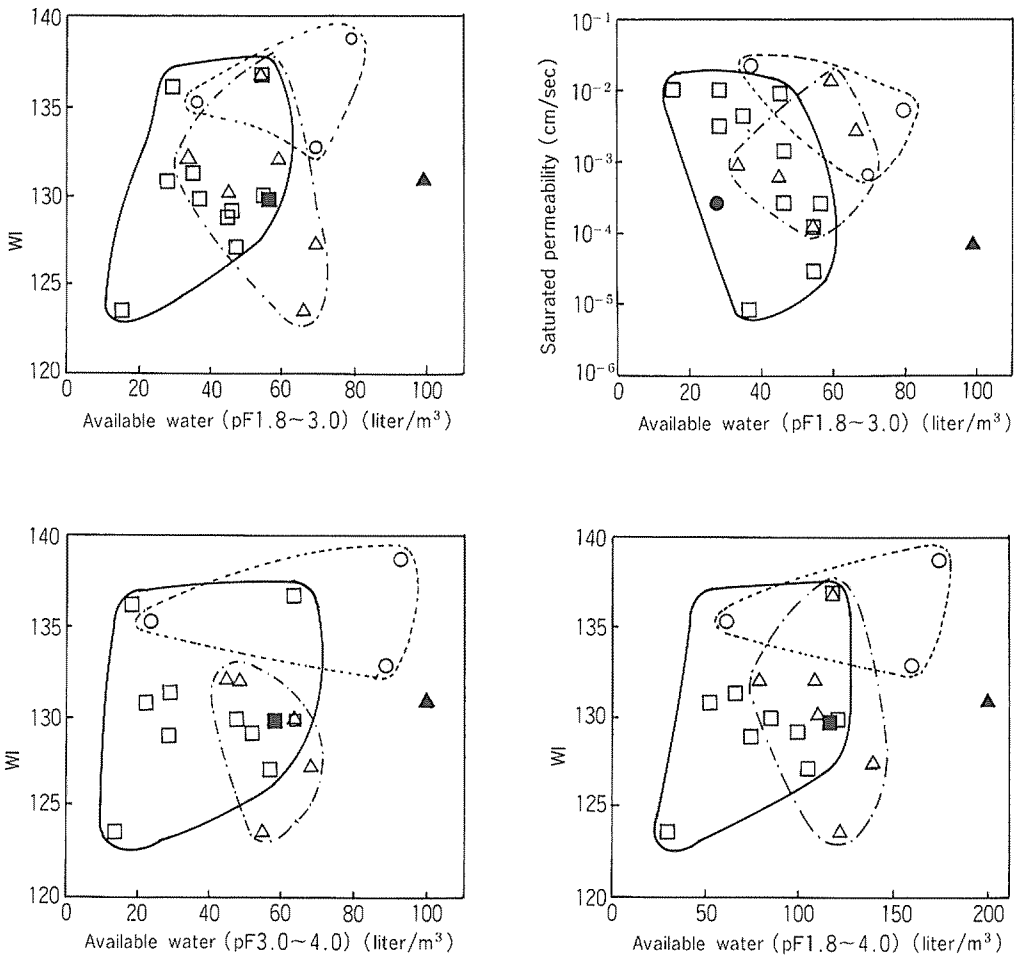 140
135
130
125
120
WI
0 20 40 60 80 100
Available water (pF1.8~3.0) (liter/m³)
10⁻¹
10⁻²
10⁻³
10⁻⁴
10⁻⁵
10⁻⁶
Saturated permeability (cm/sec)
0 20 40 60 80 100
Available water (pF1.8~3.0) (liter/m³)
140
135
130
125
120
WI
0 20 40 60 80 100
Available water (pF3.0~4.0) (liter/m³)
140
135
130
125
120
WI
0 50 100 150 200
Available water (pF1.8~4.0) (liter/m³)